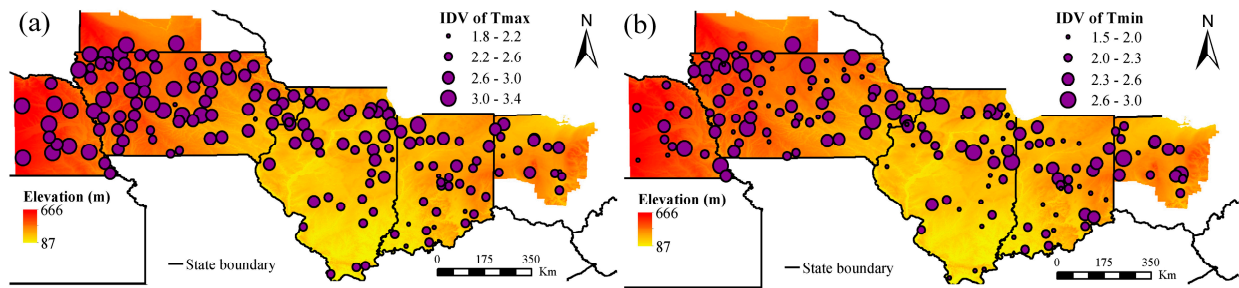 (a)
IDV of Tmax
1.8 - 2.2
2.2 - 2.6
2.6 - 3.0
3.0 - 3.4
N
Elevation (m)
666
87
State boundary
0 175 350
Km
(b)
IDV of Tmin
1.5 - 2.0
2.0 - 2.3
2.3 - 2.6
2.6 - 3.0
N
Elevation (m)
666
87
State boundary
0 175 350
Km